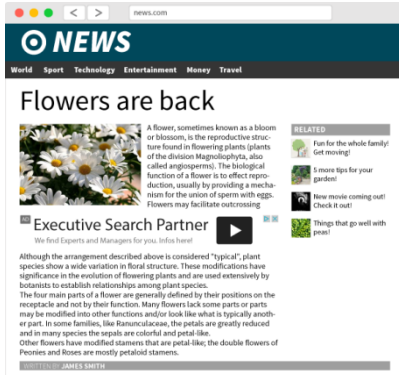 news.com
NEWS
World Sport Technology Entertainment Money Travel
Flowers are back
A flower, sometimes known as a bloom
or blossom, is the reproductive struc-
ture found in flowering plants (plants
of the division Magnoliophyta, also
called angiosperms). The biological
function of a flower is to effect repro-
duction, usually by providing a mecha-
nism for the union of sperm with eggs.
Flowers may facilitate outcrossing
AD
Executive Search Partner
We find Experts and Managers for you. Infos here!
Although the arrangement described above is considered "typical", plant
species show a wide variation in floral structure. These modifications have
significance in the evolution of flowering plants and are used extensively by
botanists to establish relationships among plant species.
The four main parts of a flower are generally defined by their positions on the
receptacle and not by their function. Many flowers lack some parts or parts
may be modified into other functions and/or look like what is typically anoth-
er part. In some families, like Ranunculaceae, the petals are greatly reduced
and in many species the sepals are colorful and petal-like.
Other flowers have modified stamens that are petal-like; the double flowers of
Peonies and Roses are mostly petaloid stamens.
WRITTEN BY JAMES SMITH
RELATED
Fun for the whole family!
Get moving!
5 more tips for your
garden!
New movie coming out!
Check it out!
Things that go well with
peas!